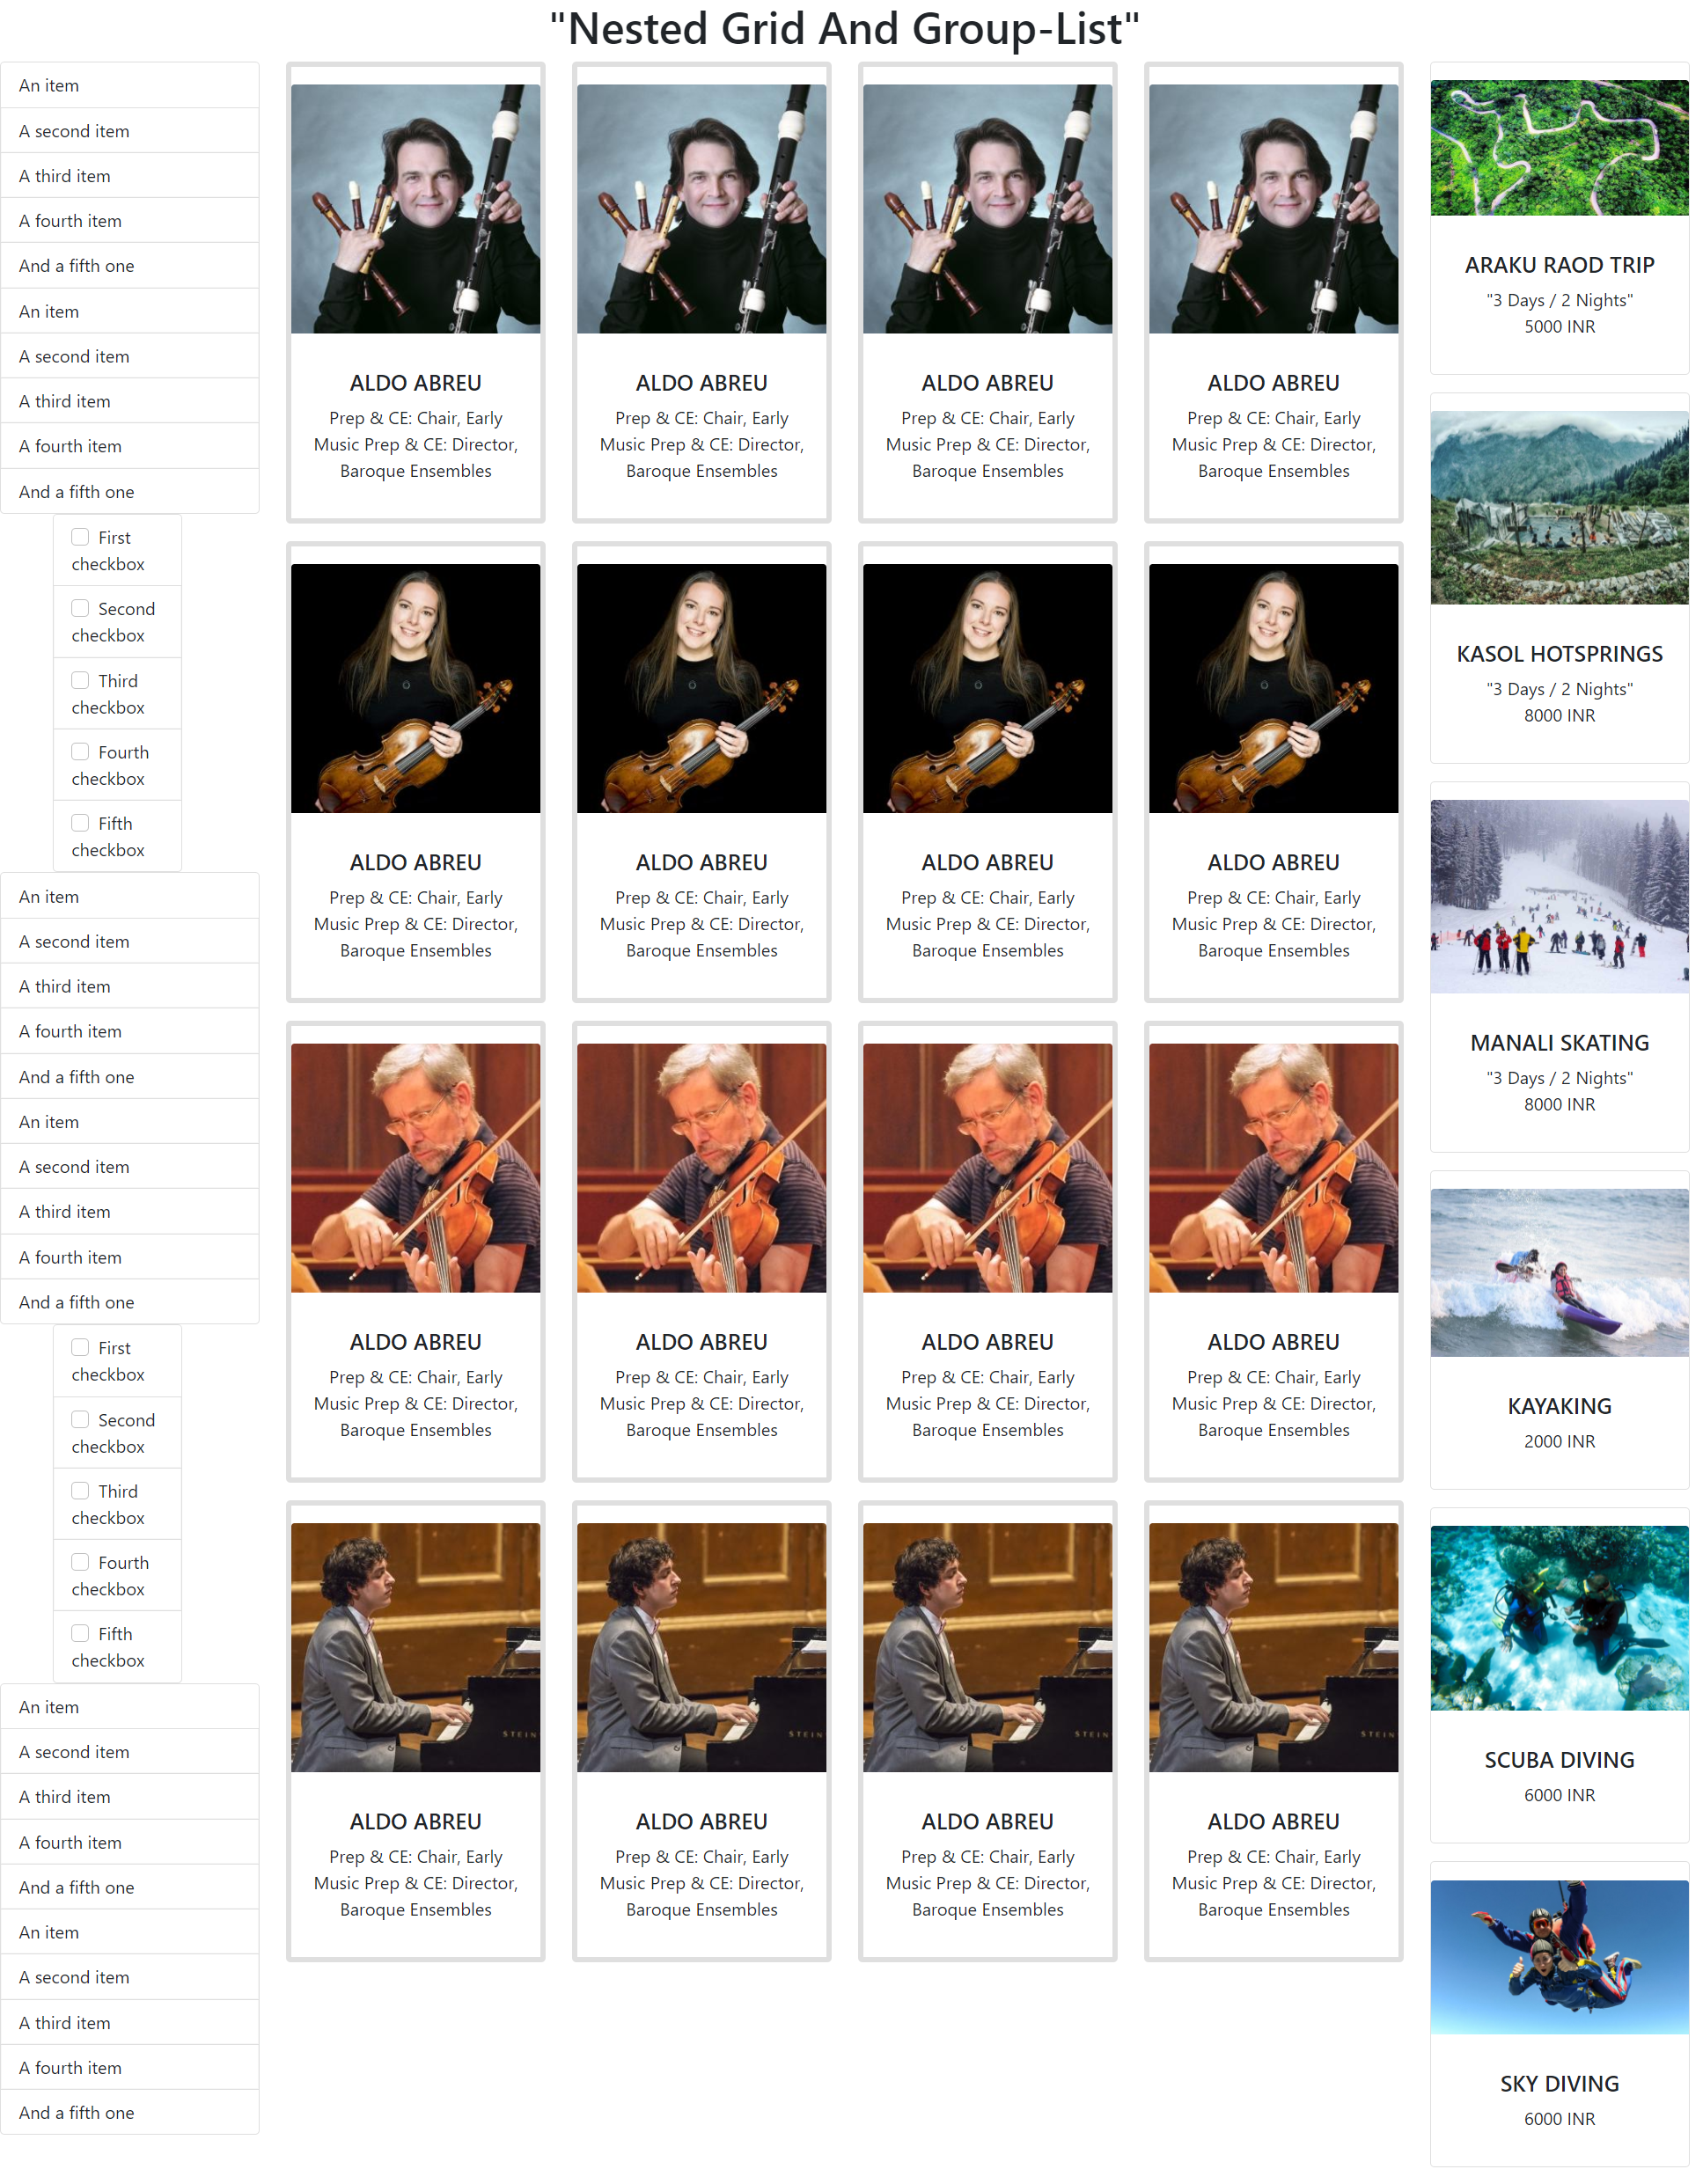 "Nested Grid And Group-List"
An item
A second item
A third item
A fourth item
And a fifth one
An item
A second item
A third item
A fourth item
And a fifth one
First
checkbox
Second
checkbox
Third
checkbox
Fourth
checkbox
Fifth
checkbox
An item
A second item
A third item
A fourth item
And a fifth one
An item
A second item
A third item
A fourth item
And a fifth one
First
checkbox
Second
checkbox
Third
checkbox
Fourth
checkbox
Fifth
checkbox
An item
A second item
A third item
A fourth item
And a fifth one
An item
A second item
A third item
A fourth item
And a fifth one
ALDO ABREU
Prep & CE: Chair, Early
Music Prep & CE: Director,
Baroque Ensembles
ALDO ABREU
Prep & CE: Chair, Early
Music Prep & CE: Director,
Baroque Ensembles
ALDO ABREU
Prep & CE: Chair, Early
Music Prep & CE: Director,
Baroque Ensembles
ALDO ABREU
Prep & CE: Chair, Early
Music Prep & CE: Director,
Baroque Ensembles
ALDO ABREU
Prep & CE: Chair, Early
Music Prep & CE: Director,
Baroque Ensembles
ALDO ABREU
Prep & CE: Chair, Early
Music Prep & CE: Director,
Baroque Ensembles
ALDO ABREU
Prep & CE: Chair, Early
Music Prep & CE: Director,
Baroque Ensembles
ALDO ABREU
Prep & CE: Chair, Early
Music Prep & CE: Director,
Baroque Ensembles
ALDO ABREU
Prep & CE: Chair, Early
Music Prep & CE: Director,
Baroque Ensembles
ALDO ABREU
Prep & CE: Chair, Early
Music Prep & CE: Director,
Baroque Ensembles
ALDO ABREU
Prep & CE: Chair, Early
Music Prep & CE: Director,
Baroque Ensembles
ALDO ABREU
Prep & CE: Chair, Early
Music Prep & CE: Director,
Baroque Ensembles
STEIN
ALDO ABREU
Prep & CE: Chair, Early
Music Prep & CE: Director,
Baroque Ensembles
STEIN
ALDO ABREU
Prep & CE: Chair, Early
Music Prep & CE: Director,
Baroque Ensembles
STEIN
ALDO ABREU
Prep & CE: Chair, Early
Music Prep & CE: Director,
Baroque Ensembles
STEIN
ALDO ABREU
Prep & CE: Chair, Early
Music Prep & CE: Director,
Baroque Ensembles
ARAKU RAOD TRIP
"3 Days / 2 Nights"
5000 INR
KASOL HOTSPRINGS
"3 Days / 2 Nights"
8000 INR
MANALI SKATING
"3 Days / 2 Nights"
8000 INR
KAYAKING
2000 INR
SCUBA DIVING
6000 INR
SKY DIVING
6000 INR